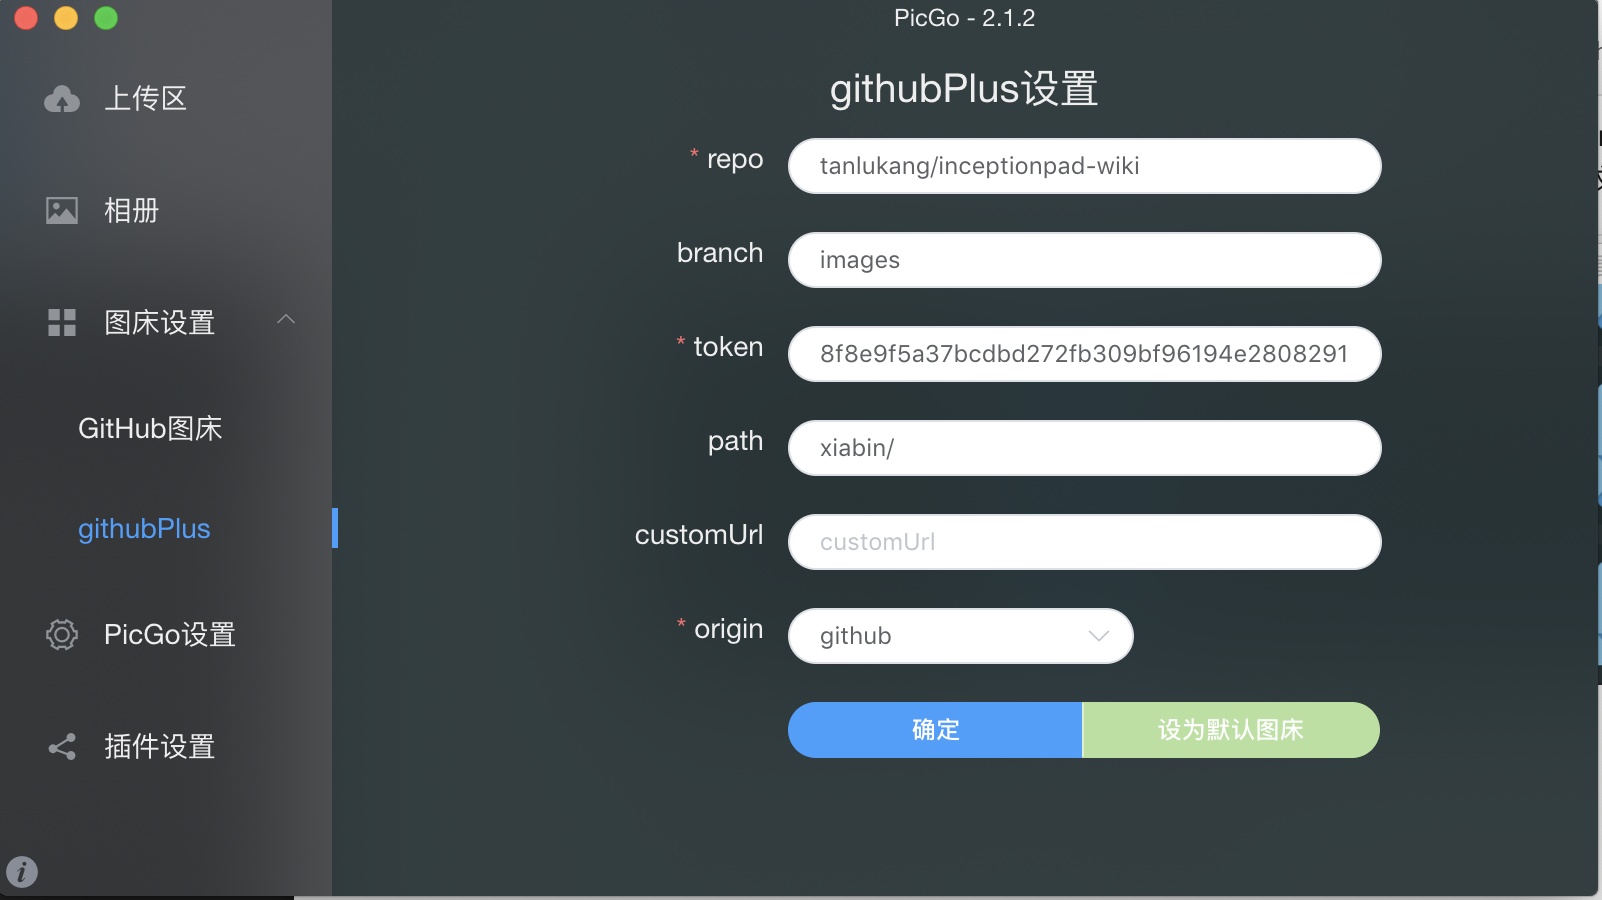 PicGo - 2.1.2
上传区
相册
图床设置
GitHub图床
githubPlus
PicGo设置
插件设置
githubPlus设置
* repo
tanlukang/inceptionpad-wiki
branch
images
* token
8f8e9f5a37bcdbd272fb309bf96194e2808291
path
xiabin/
customUrl
customUrl
* origin
github
确定
设为默认图床